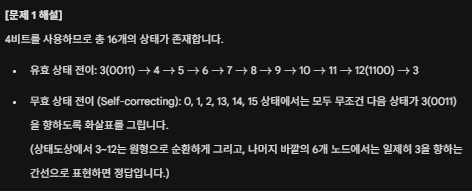 [문제 1 해설]
4비트를 사용하므로 총 16개의 상태가 존재합니다.
• 유효 상태 전이: 3(0011) → 4 → 5 → 6 → 7 → 8 → 9 → 10 → 11 → 12(1100) → 3
• 무효 상태 전이 (Self-correcting): 0, 1, 2, 13, 14, 15 상태에서는 모두 무조건 다음 상태가 3(0011)
을 향하도록 화살표를 그립니다.
(상태도상에서 3~12는 원형으로 순환하게 그리고, 나머지 바깥의 6개 노드에서는 일제히 3을 향하는
간선으로 표현하면 정답입니다.)